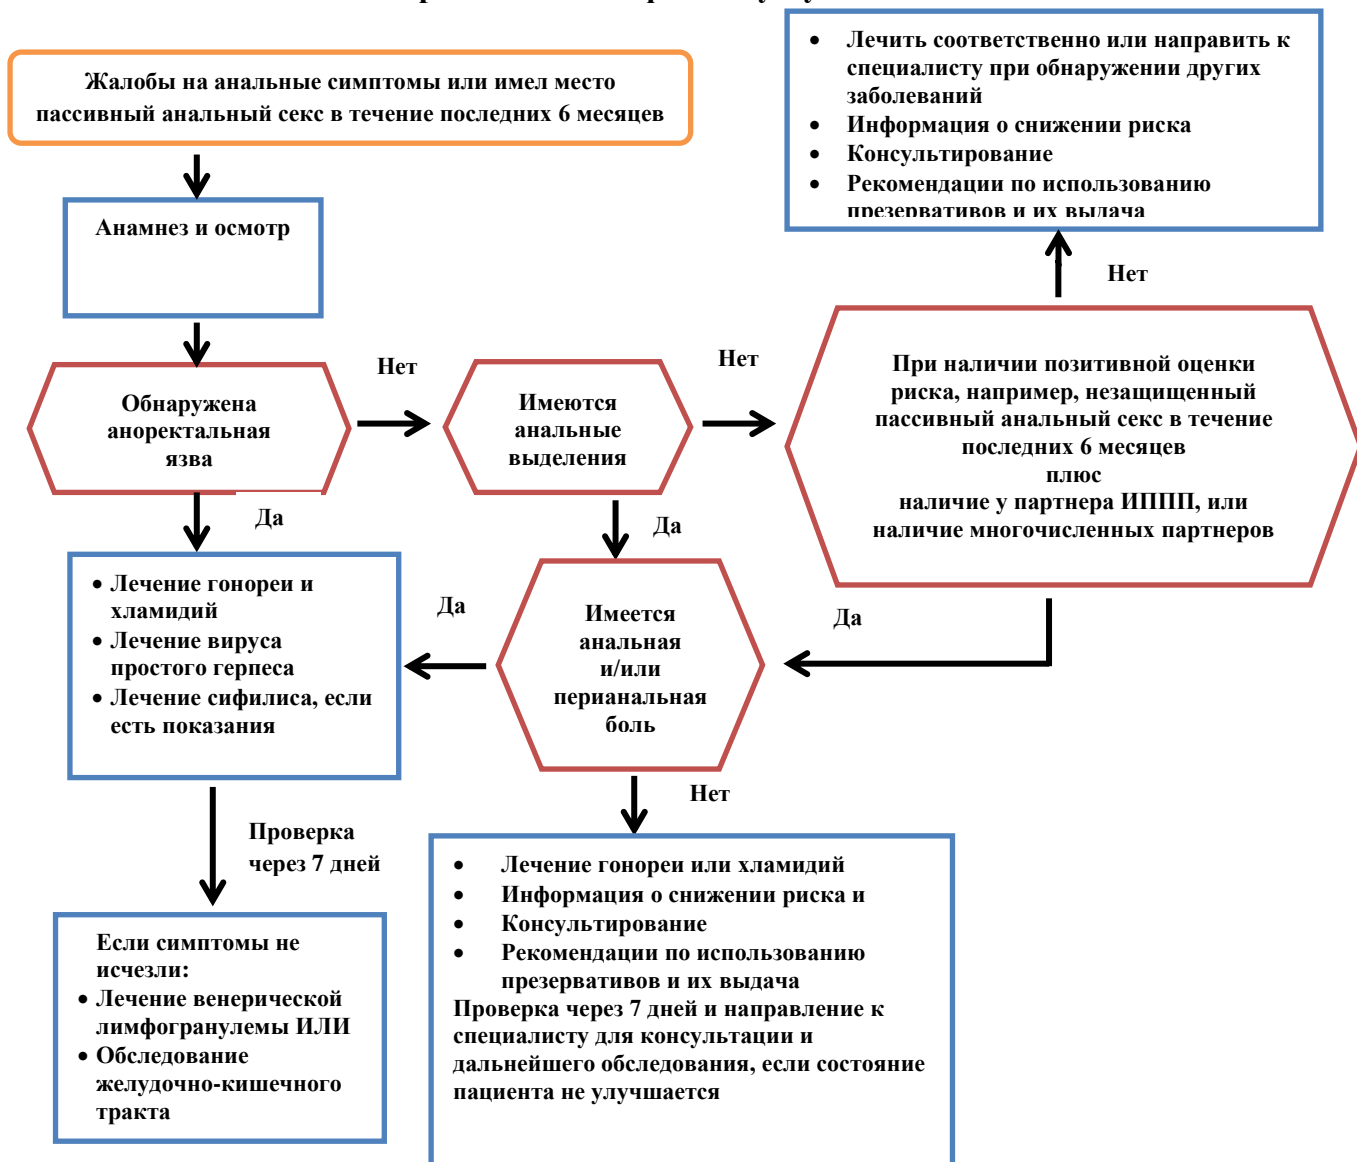 Жалобы на анальные симптомы или имел место
пассивный анальный секс в течение последних 6 месяцев
• Лечить соответственно или направить к
специалисту при обнаружении других
заболеваний
• Информация о снижении риска
• Консультирование
• Рекомендации по использованию
презервативов и их выдача
Анамнез и осмотр
Нет
Обнаружена
аноректальная
язва
Нет
Имеются
анальные
выделения
Нет
При наличии позитивной оценки
риска, например, незащищенный
пассивный анальный секс в течение
последних 6 месяцев
плюс
наличие у партнера ИППП, или
наличие многочисленных партнеров
Да
Да
• Лечение гонореи и
хламидий
• Лечение вируса
простого герпеса
• Лечение сифилиса, если
есть показания
Да
Имеется
анальная
и/или
перианальная
боль
Да
Нет
Проверка
через 7 дней
Если симптомы не
исчезли:
• Лечение венерической
лимфогранулемы ИЛИ
• Обследование
желудочно-кишечного
тракта
• Лечение гонореи или хламидий
• Информация о снижении риска и
• Консультирование
• Рекомендации по использованию
презервативов и их выдача
Проверка через 7 дней и направление к
специалисту для консультации и
дальнейшего обследования, если состояние
пациента не улучшается